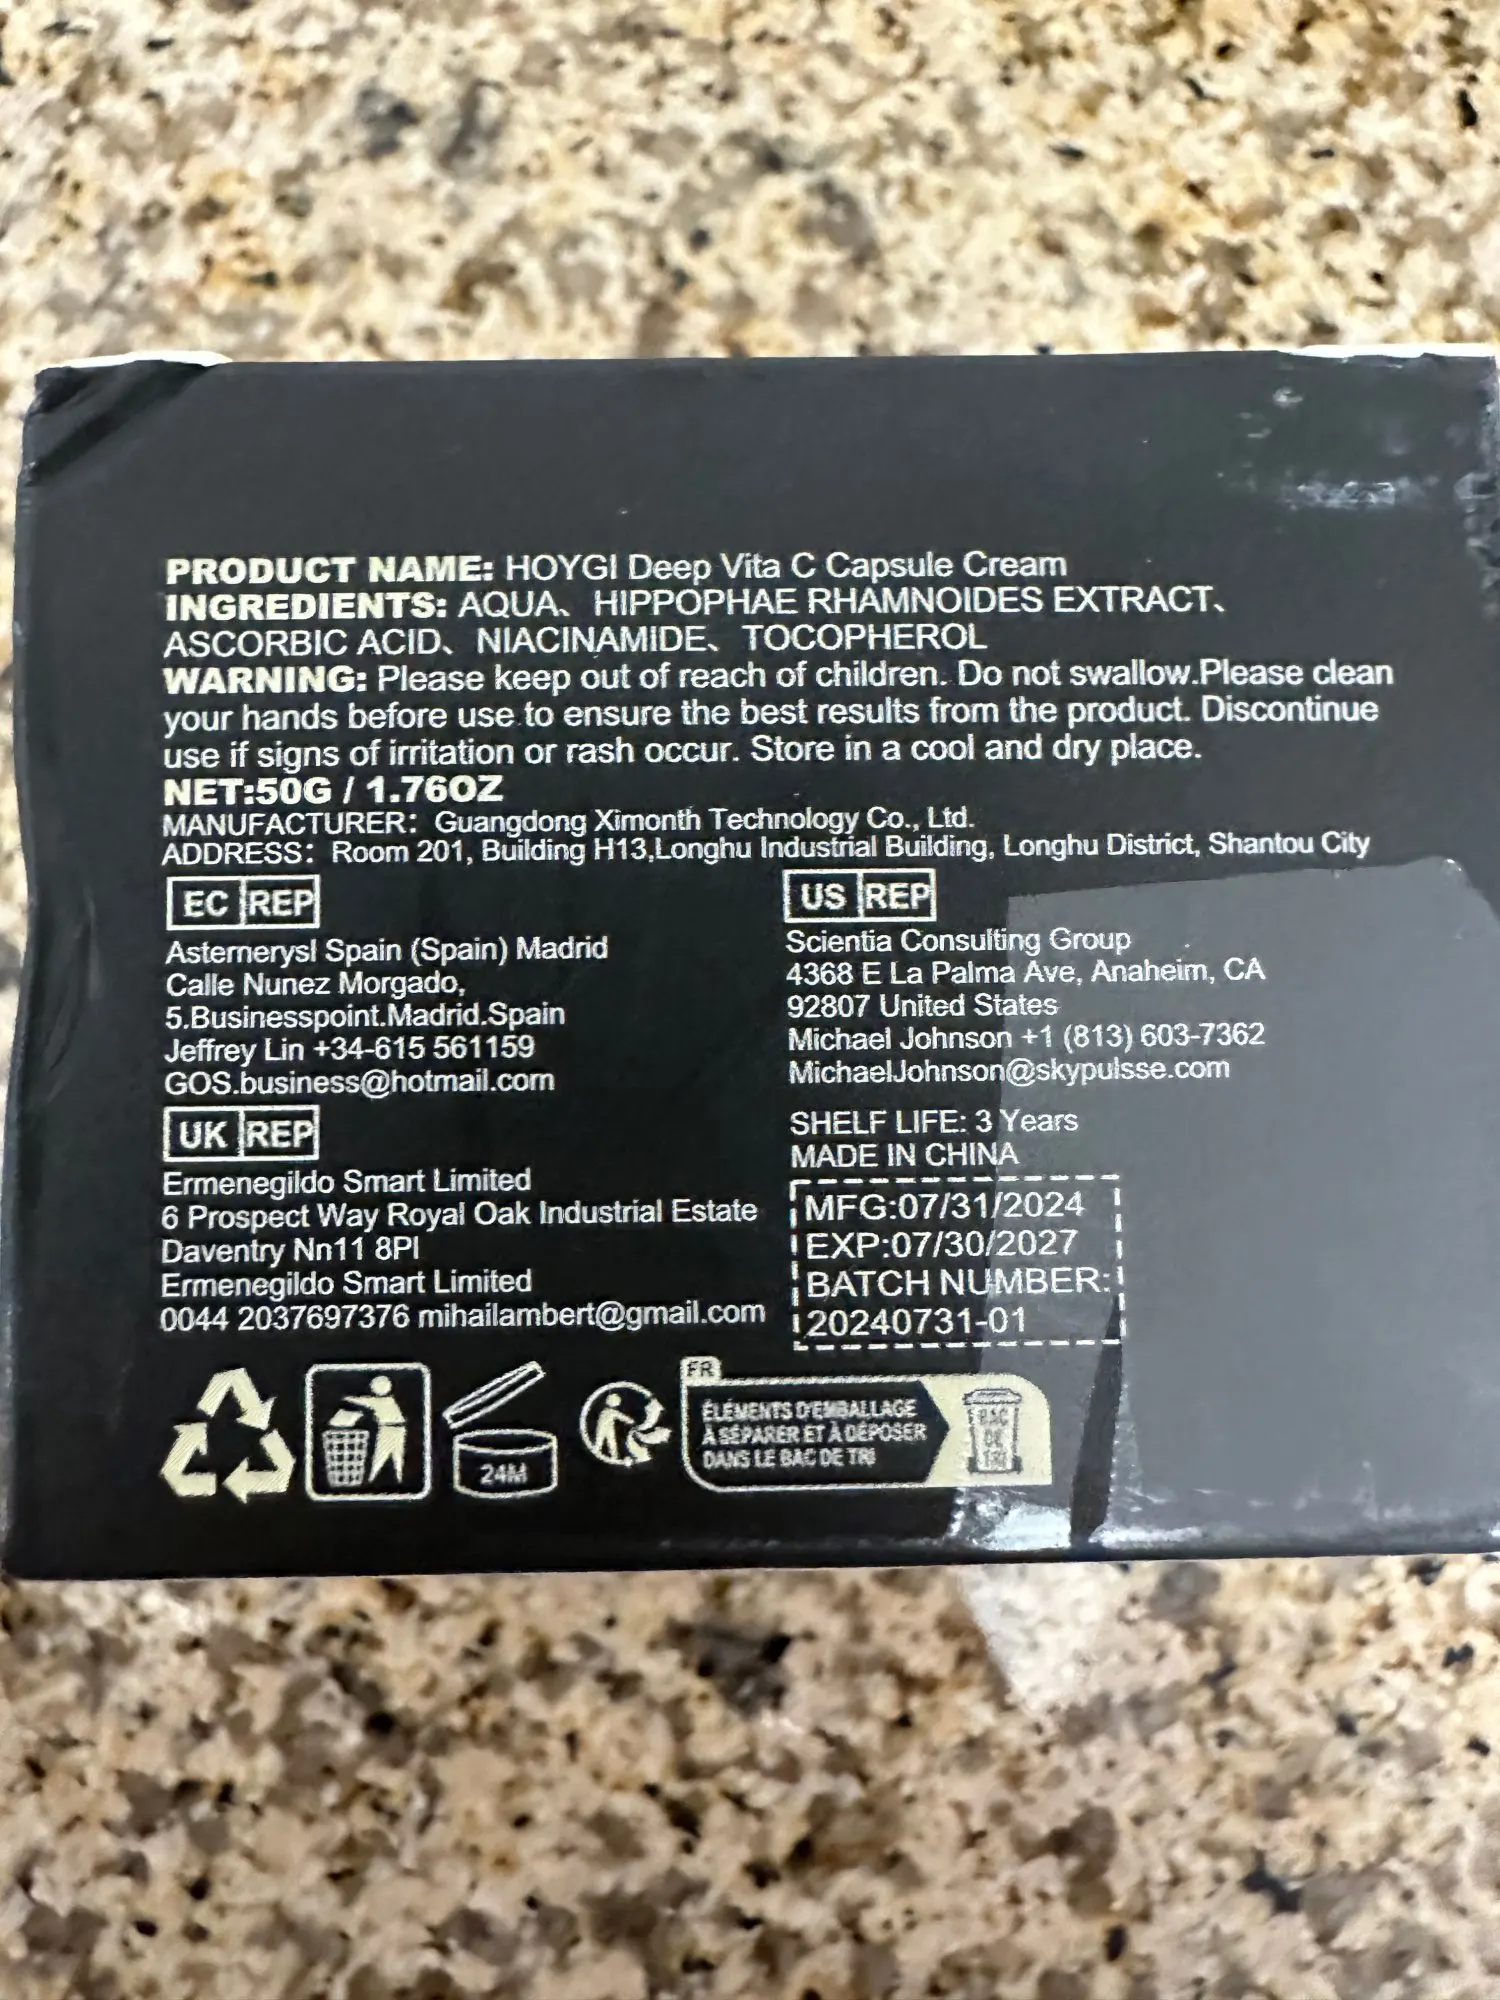 PRODUCT NAME: HOYGI Deep Vita C Capsule Cream
INGREDIENTS: AQUA、HIPPOPHAE RHAMNOIDES EXTRACT、
ASCORBIC ACID、NIACINAMIDE、TOCOPHEROL
WARNING: Please keep out of reach of children. Do not swallow.Please clean
your hands before use to ensure the best results from the product. Discontinue
use if signs of irritation or rash occur. Store in a cool and dry place.
NET:50G / 1.76OZ
MANUFACTURER: Guangdong Ximonth Technology Co., Ltd.
ADDRESS: Room 201, Building H13,Longhu Industrial Building, Longhu District, Shantou City
EC REP
Asternerysl Spain (Spain) Madrid
Calle Nunez Morgado,
5.Businesspoint.Madrid.Spain
Jeffrey Lin +34-615 561159
GOS.business@hotmail.com
UK REP
Ermenegildo Smart Limited
6 Prospect Way Royal Oak Industrial Estate
Daventry Nn11 8Pl
Ermenegildo Smart Limited
0044 2037697376 mihailambert@gmail.com
US REP
Scientia Consulting Group
4368 E La Palma Ave, Anaheim, CA
92807 United States
Michael Johnson +1 (813) 603-7362
MichaelJohnson@skypulsse.com
SHELF LIFE: 3 Years
MADE IN CHINA
MFG:07/31/2024
EXP:07/30/2027
BATCH NUMBER:
20240731-01
24M
FR
ÉLÉMENTS D'EMBALLAGE
À SÉPARER ET À DÉPOSER
DANS LE BAC DE TRI
BAC
DE
TRI